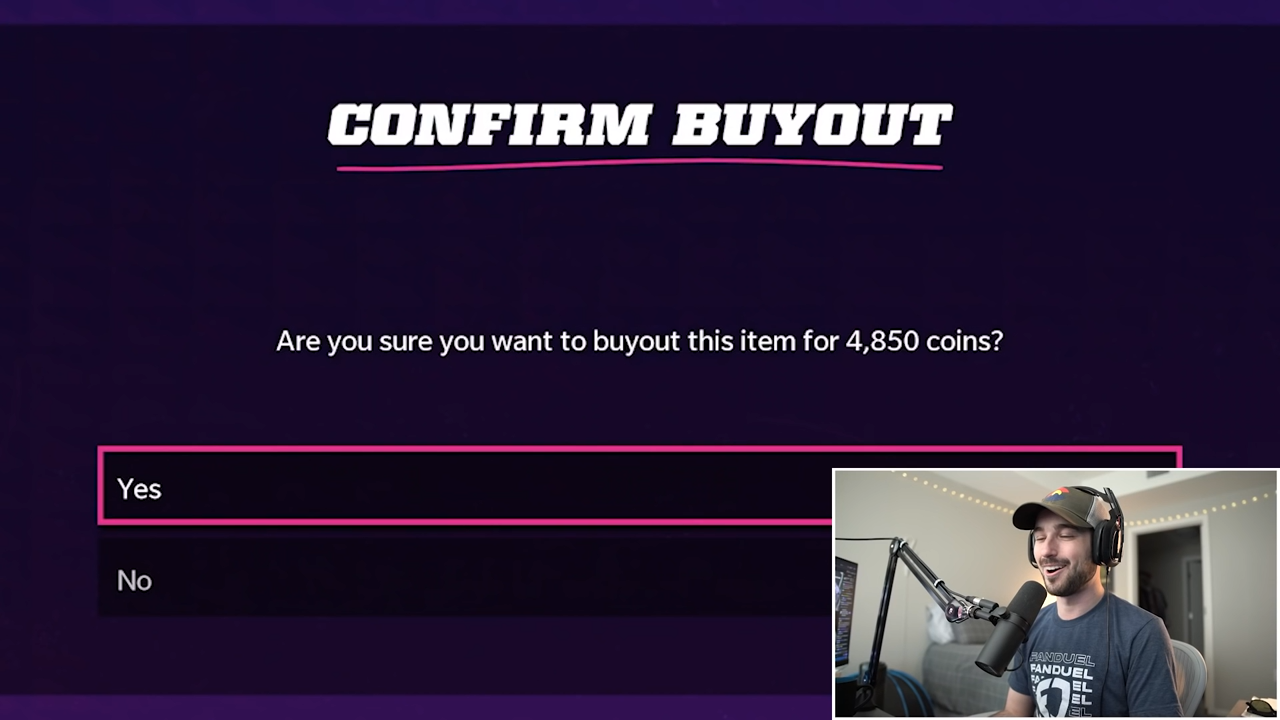 CONFIRM BUYOUT
Are you sure you want to buyout this item for 4,850 coins?
Yes
No
FANDUEL
FANDUEL